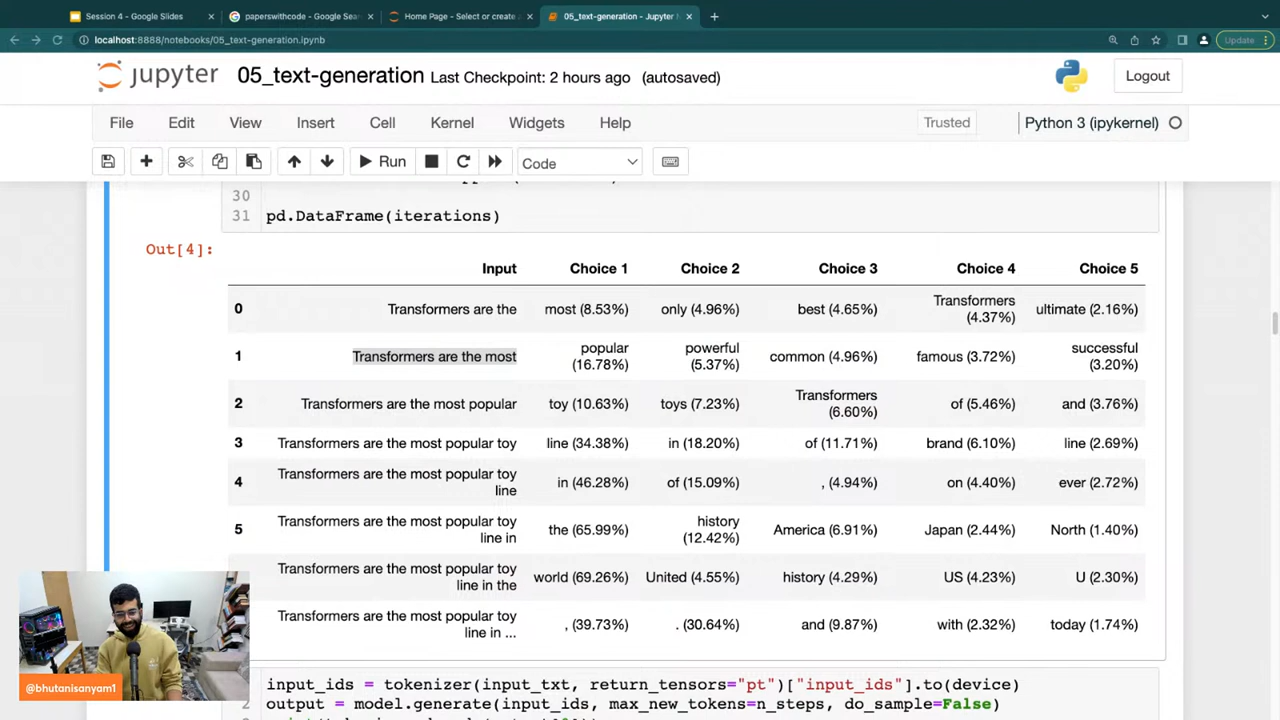 Session 4 - Google Slides
paperswithcode - Google Sea
Home Page - Select or create
05_text-generation - Jupyter
localhost:8888/notebooks/05_text-generation.ipynb
Update
jupyter 05_text-generation Last Checkpoint: 2 hours ago (autosaved)
Logout
File Edit View Insert Cell Kernel Widgets Help
Trusted
Python 3 (ipykernel)
Run
Code
30
31 pd.DataFrame(iterations)
Out[4]:
Input Choice 1 Choice 2 Choice 3 Choice 4 Choice 5
0 Transformers are the most (8.53%) only (4.96%) best (4.65%) Transformers (4.37%) ultimate (2.16%)
1 Transformers are the most popular (16.78%) powerful (5.37%) common (4.96%) famous (3.72%) successful (3.20%)
2 Transformers are the most popular toy (10.63%) toys (7.23%) Transformers (6.60%) of (5.46%) and (3.76%)
3 Transformers are the most popular toy line (34.38%) in (18.20%) of (11.71%) brand (6.10%) line (2.69%)
4 Transformers are the most popular toy line in (46.28%) of (15.09%) , (4.94%) on (4.40%) ever (2.72%)
5 Transformers are the most popular toy line in the (65.99%) history (12.42%) America (6.91%) Japan (2.44%) North (1.40%)
Transformers are the most popular toy line in the world (69.26%) United (4.55%) history (4.29%) US (4.23%) U (2.30%)
Transformers are the most popular toy line in ... , (39.73%) . (30.64%) and (9.87%) with (2.32%) today (1.74%)
input_ids = tokenizer(input_txt, return_tensors="pt")["input_ids"].to(device)
2 output = model.generate(input_ids, max_new_tokens=n_steps, do_sample=False)
@bhutanisanyam1